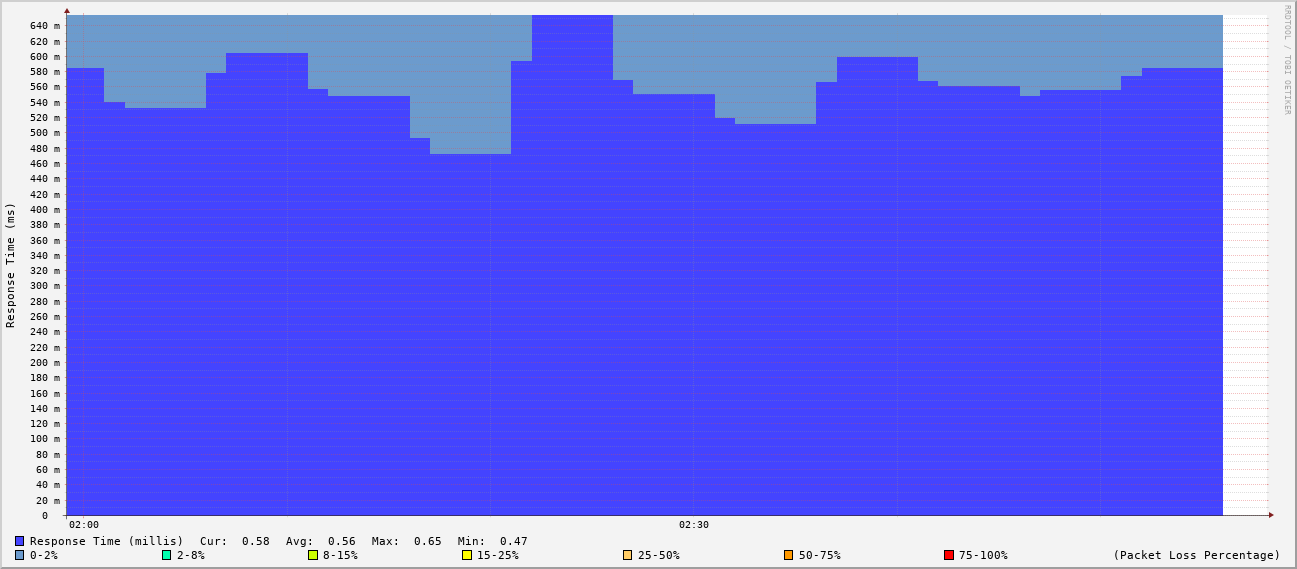 RRDTOOL / TOBI OETIKER
Response Time (ms)
640 m
620 m
600 m
580 m
560 m
540 m
520 m
500 m
480 m
460 m
440 m
420 m
400 m
380 m
360 m
340 m
320 m
300 m
280 m
260 m
240 m
220 m
200 m
180 m
160 m
140 m
120 m
100 m
80 m
60 m
40 m
20 m
0
02:00 02:30
Response Time (millis) Cur: 0.58 Avg: 0.56 Max: 0.65 Min: 0.47
0-2% 2-8% 8-15% 15-25% 25-50% 50-75% 75-100% (Packet Loss Percentage)